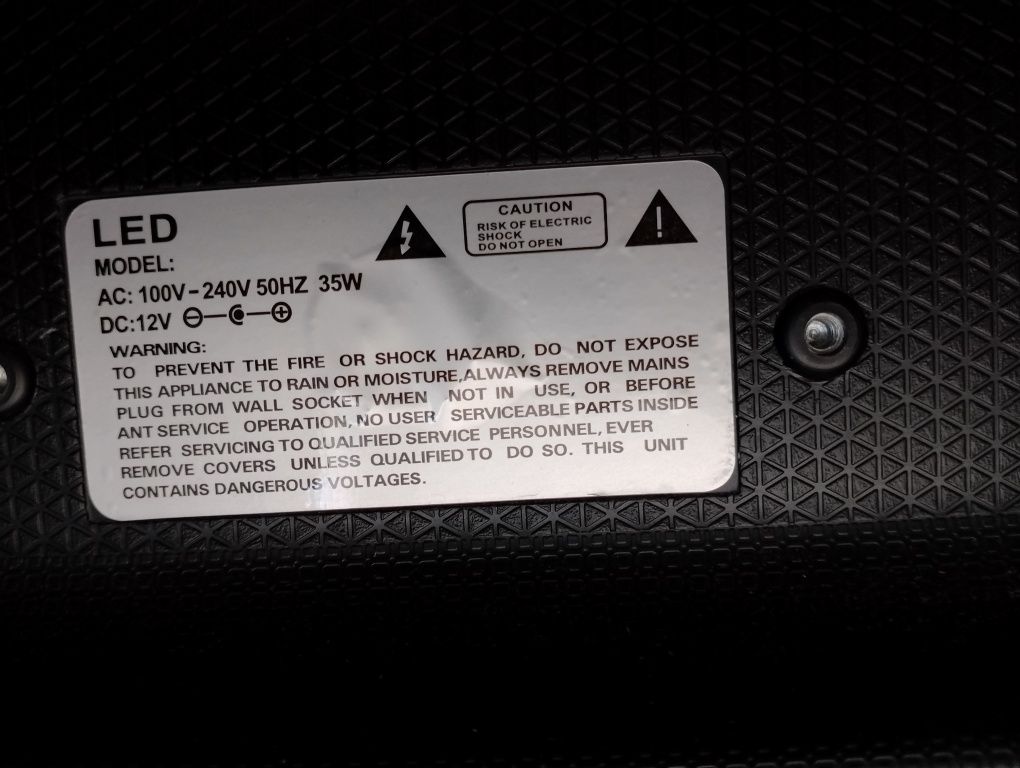 LED
CAUTION
RISK OF ELECTRIC
SHOCK
DO NOT OPEN
MODEL:
AC: 100V-240V 50HZ 35W
DC:12V
WARNING:
TO PREVENT THE FIRE OR SHOCK HAZARD, DO NOT EXPOSE
THIS APPLIANCE TO RAIN OR MOISTURE,ALWAYS REMOVE MAINS
PLUG FROM WALL SOCKET WHEN NOT IN USE, OR BEFORE
ANT SERVICE OPERATION, NO USER SERVICEABLE PARTS INSIDE
REFER SERVICING TO QUALIFIED SERVICE PERSONNEL, EVER
REMOVE COVERS UNLESS QUALIFIED TO DO SO. THIS UNIT
CONTAINS DANGEROUS VOLTAGES.